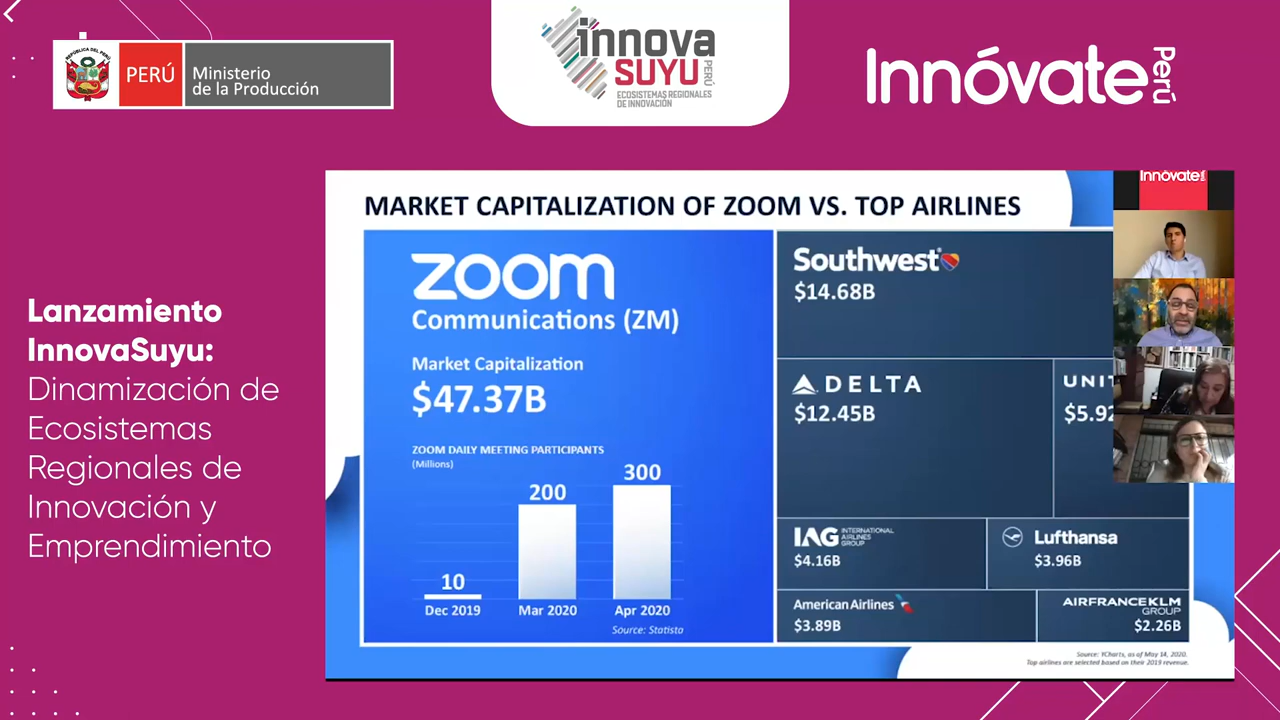 REPÚBLICA DEL PERÚ
PERÚ
Ministerio
de la Producción
innova
SUYU
PERÚ
ECOSISTEMAS REGIONALES
DE INNOVACIÓN
Innóvate
Perú
Lanzamiento
InnovaSuyu:
Dinamización de
Ecosistemas
Regionales de
Innovación y
Emprendimiento
MARKET CAPITALIZATION OF ZOOM VS. TOP AIRLINES
zoom
Communications (ZM)
Market Capitalization
$47.37B
ZOOM DAILY MEETING PARTICIPANTS
(Millions)
10
200
300
Dec 2019
Mar 2020
Apr 2020
Source: Statista
Southwest
$14.68B
DELTA
$12.45B
UNIT
$5.92
IAG INTERNATIONAL
AIRLINES
GROUP
$4.16B
Lufthansa
$3.96B
American Airlines
$3.89B
AIRFRANCEKLM
GROUP
$2.26B
Source: YCharts, as of May 14, 2020.
Top airlines are selected based on their 2019 revenue.
Innóvate